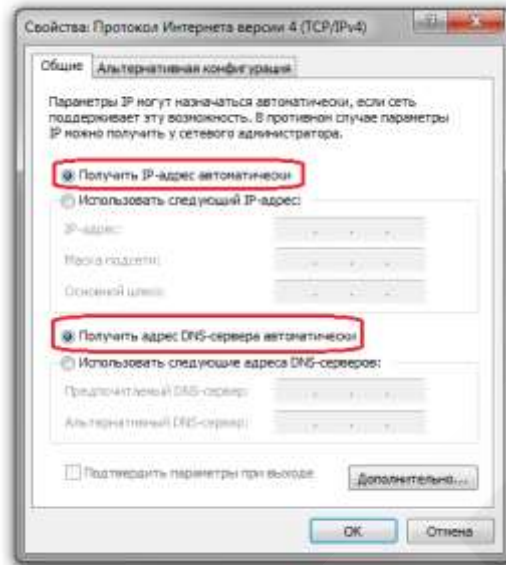 Свойства: Протокол Интернета версии 4 (TCP/IPv4)
Общие Альтернативная конфигурация
Параметры IP могут назначаться автоматически, если сеть
поддерживает эту возможность. В противном случае параметры
IP можно получить у сетевого администратора.
Получить IP-адрес автоматически
Использовать следующий IP-адрес:
IP-адрес:
Маска подсети:
Основной шлюз:
Получить адрес DNS-сервера автоматически
Использовать следующие адреса DNS-серверов:
Предпочитаемый DNS-сервер:
Альтернативный DNS-сервер:
Подтвердить параметры при выходе
Дополнительно...
OK Отмена